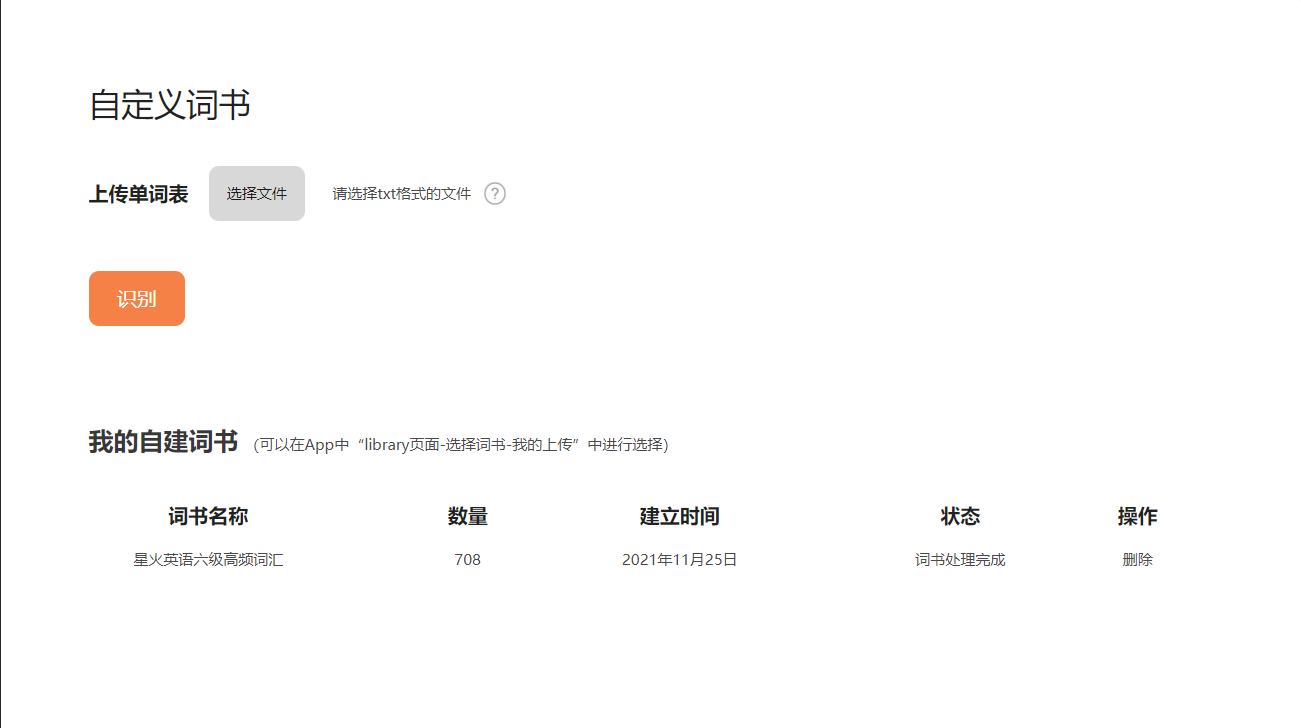 自定义词书
上传单词表 选择文件 请选择txt格式的文件 ?
识别
我的自建词书 (可以在App中“library页面-选择词书-我的上传”中进行选择)
词书名称 数量 建立时间 状态 操作
星火英语六级高频词汇 708 2021年11月25日 词书处理完成 删除